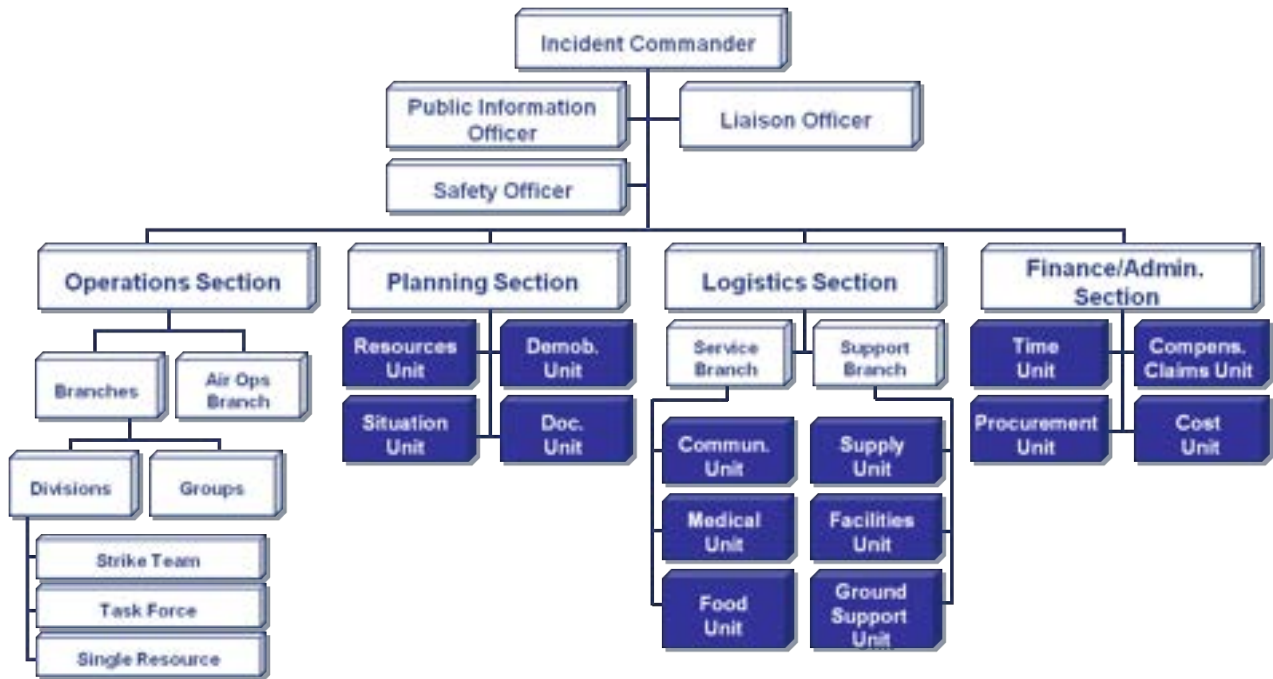 Incident Commander
Public Information
Officer
Liaison Officer
Safety Officer
Operations Section
Planning Section
Logistics Section
Finance/Admin.
Section
Branches
Air Ops
Branch
Divisions
Groups
Strike Team
Task Force
Single Resource
Resources
Unit
Demob.
Unit
Situation
Unit
Doc.
Unit
Service
Branch
Support
Branch
Commun.
Unit
Supply
Unit
Medical
Unit
Facilities
Unit
Food
Unit
Ground
Support
Unit
Time
Unit
Compens.
Claims Unit
Procurement
Unit
Cost
Unit